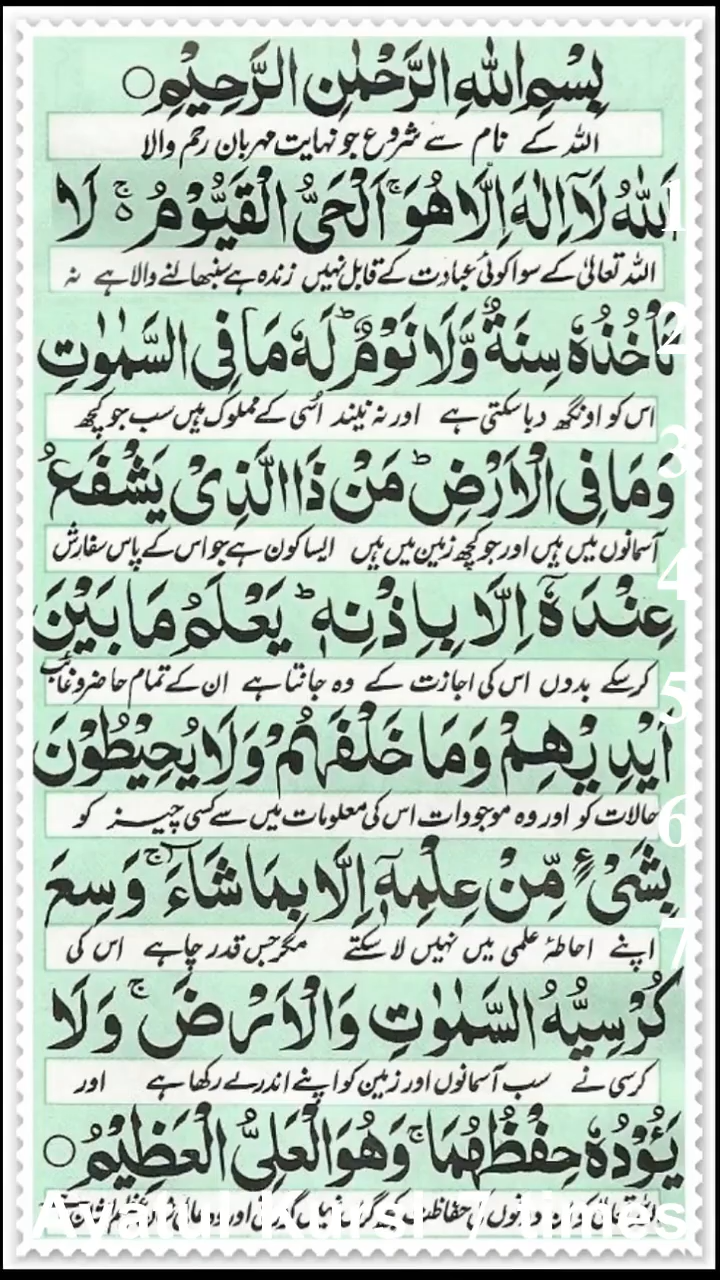 بِسْمِ اللهِ الرَّحْمٰنِ الرَّحِيْمِ ○
اللہ کے نام سے شروع جو نہایت مہربان رحم والا
اَللهُ لَآ اِلٰهَ اِلَّا هُوَ ۚ اَلْحَيُّ الْقَيُّوْمُ ۚ ە لَا
1
اللہ تعالیٰ کے سوا کوئی عبادت کے قابل نہیں زندہ ہے سنبھالنے والا ہے نہ
تَاْخُذُهٗ سِنَةٌ وَّلَا نَوْمٌ ؕ لَهٗ مَا فِي السَّمٰوٰتِ
2
اس کو اونگھ دبا سکتی ہے اور نہ نیند اسی کے مملوک ہیں سب جو کچھ
وَمَا فِي الْاَرْضِ ؕ مَنْ ذَا الَّذِيْ يَشْفَعُ
3
آسمانوں میں ہیں اور جو کچھ زمین میں ہیں ایسا کون ہے جو اس کے پاس سفارش
4
عِنْدَهٗٓ اِلَّا بِاِذْنِهٖ ؕ يَعْلَمُ مَا بَيْنَ
کرسکے بدوں اس کی اجازت کے وہ جانتا ہے ان کے تمام حاضر و غائب
5
اَيْدِيْهِمْ وَمَا خَلْفَهُمْ وَلَا يُحِيْطُوْنَ
حالات کو اور وہ موجودات اس کی معلومات میں سے کسی چیز کو
6
بِشَيْءٍ مِّنْ عِلْمِهٖٓ اِلَّا بِمَا شَآءَ ۚ وَسِعَ
اپنے احاطۂ علمی میں نہیں لا سکتے مگر جس قدر چاہے اس کی
7
كُرْسِيُّهُ السَّمٰوٰتِ وَالْاَرْضَ ۚ وَلَا
کرسی نے سب آسمانوں اور زمین کو اپنے اندر لے رکھا ہے اور
يَئُوْدُهٗ حِفْظُهُمَا ۚ وَهُوَ الْعَلِيُّ الْعَظِيْمُ ○
Ayatul Kursi 7 times